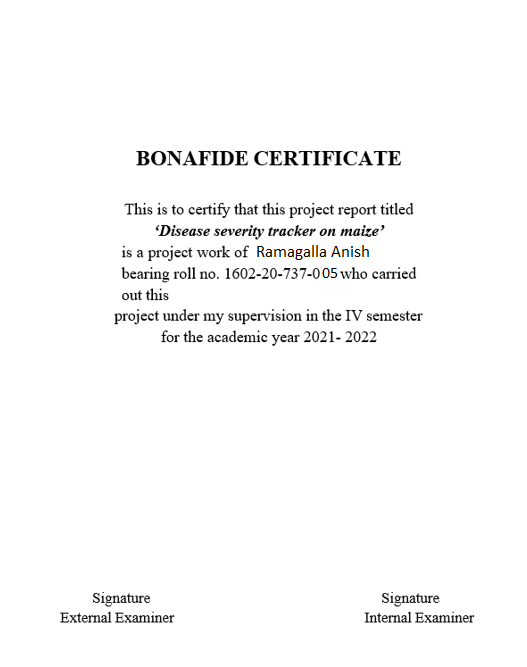 BONAFIDE CERTIFICATE
This is to certify that this project report titled
‘Disease severity tracker on maize’
is a project work of Ramagalla Anish
bearing roll no. 1602-20-737-005 who carried
out this
project under my supervision in the IV semester
for the academic year 2021- 2022
Signature Signature
External Examiner Internal Examiner